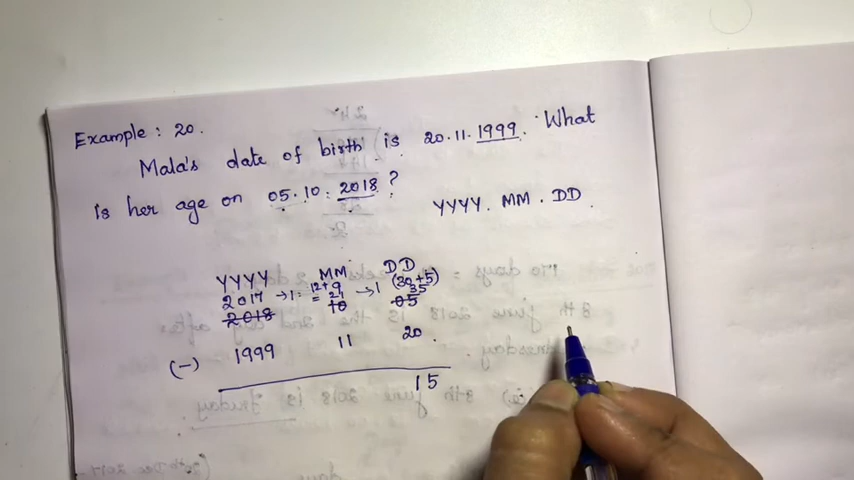 Example : 20.
Mala's date of birth is 20.11.1999. What
is her age on 05.10.2018?
YYYY. MM. DD.
YYYY MM DD
2017 →1 12+9 →1 (30+5)
= 21 35
2018 10 05
(-) 1999 11 20.
15